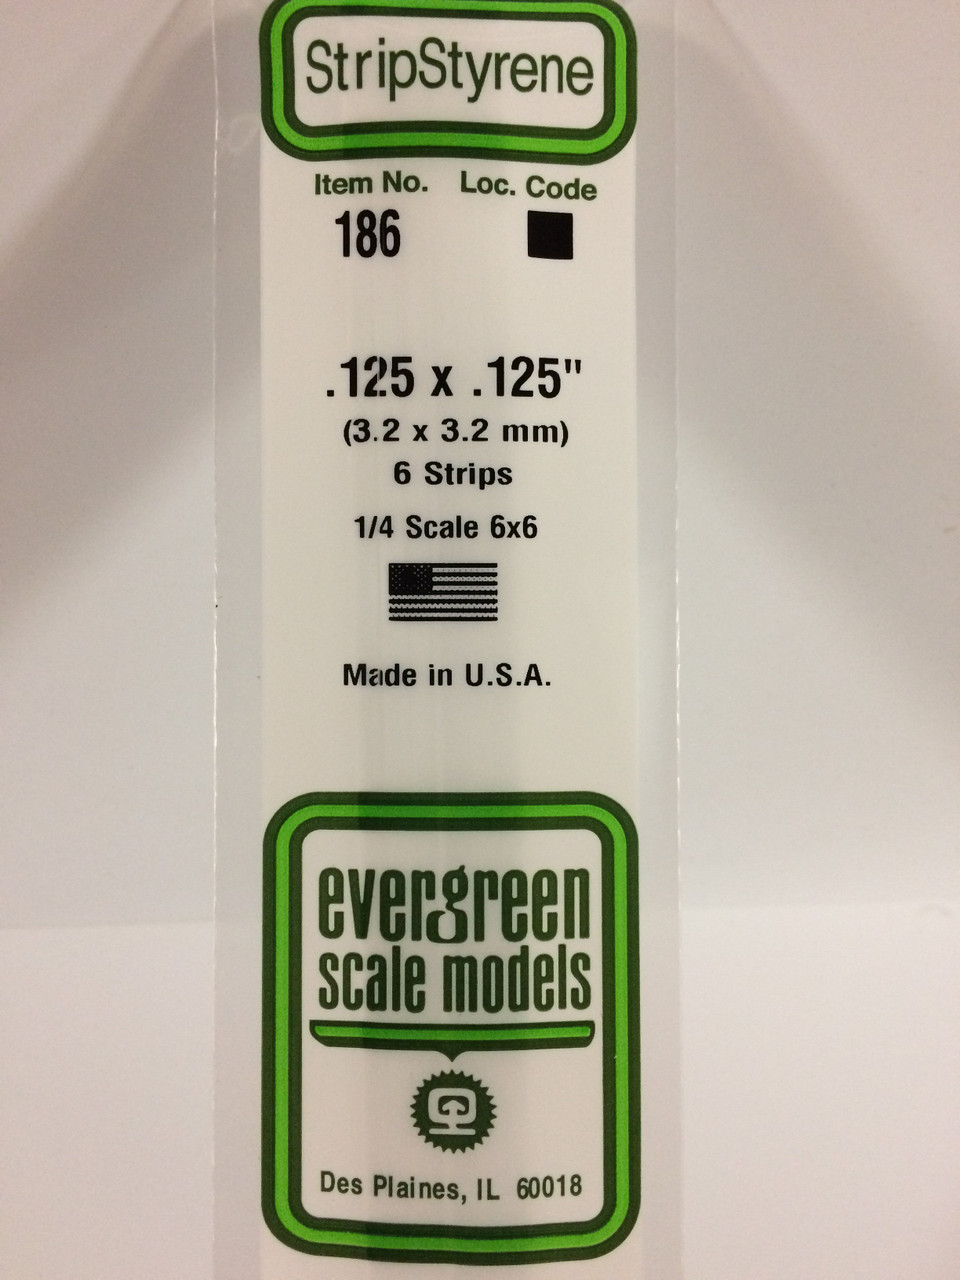 StripStyrene
Item No. Loc. Code
186
.125 x .125"
(3.2 x 3.2 mm)
6 Strips
1/4 Scale 6x6
Made in U.S.A.
evergreen
scale models
Des Plaines, IL 60018